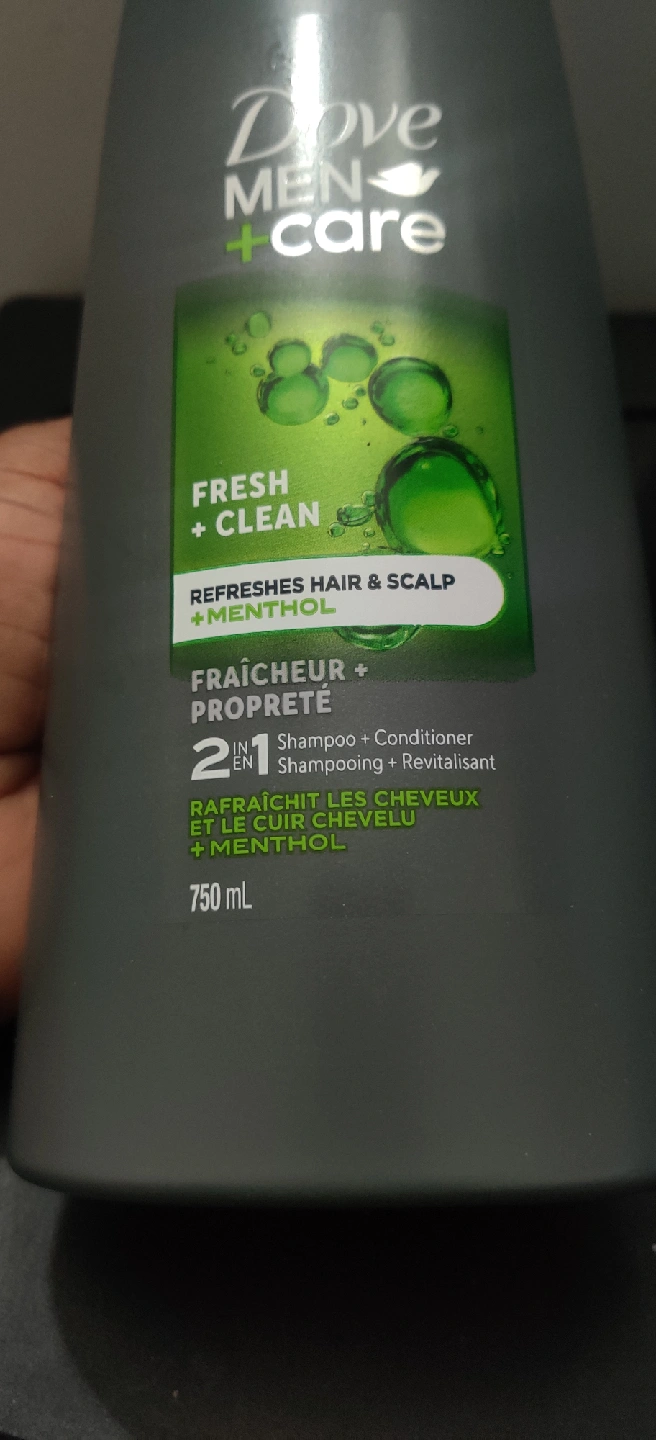 Dove
MEN
+care
FRESH
+ CLEAN
REFRESHES HAIR & SCALP
+MENTHOL
FRAÎCHEUR +
PROPRETÉ
2 IN EN 1 Shampoo + Conditioner
Shampooing + Revitalisant
RAFRAÎCHIT LES CHEVEUX
ET LE CUIR CHEVELU
+MENTHOL
750 mL